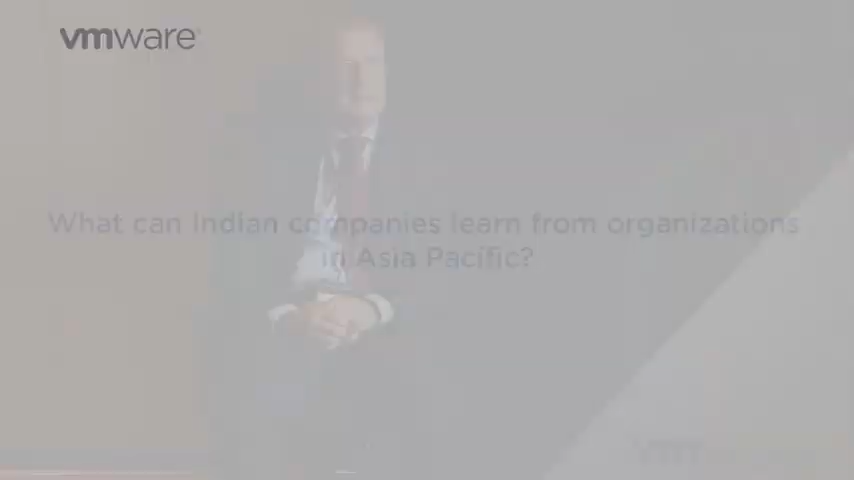 vmware
What can Indian companies learn from organizations
in Asia Pacific?